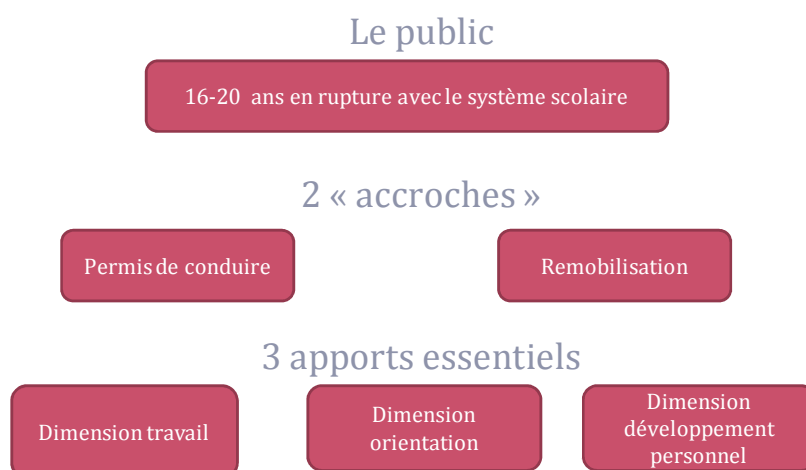 Le public
16-20 ans en rupture avec le système scolaire
2 « accroches »
Permis de conduire
Remobilisation
3 apports essentiels
Dimension travail
Dimension
orientation
Dimension
développement
personnel